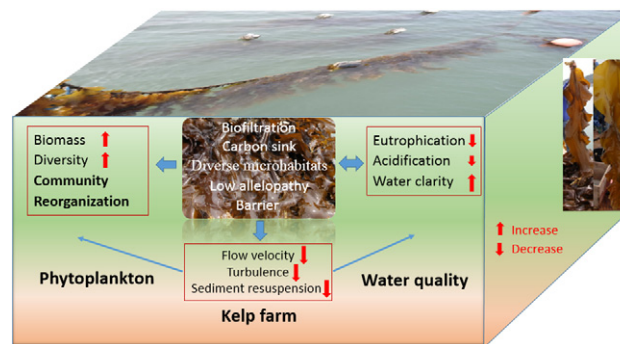 Biomass
Diversity
Community
Reorganization
Biofiltration
Carbon sink
Diverse microhabitats
Low allelopathy
Barrier
Eutrophication
Acidification
Water clarity
Increase
Decrease
Flow velocity
Turbulence
Sediment resuspension
Phytoplankton
Water quality
Kelp farm